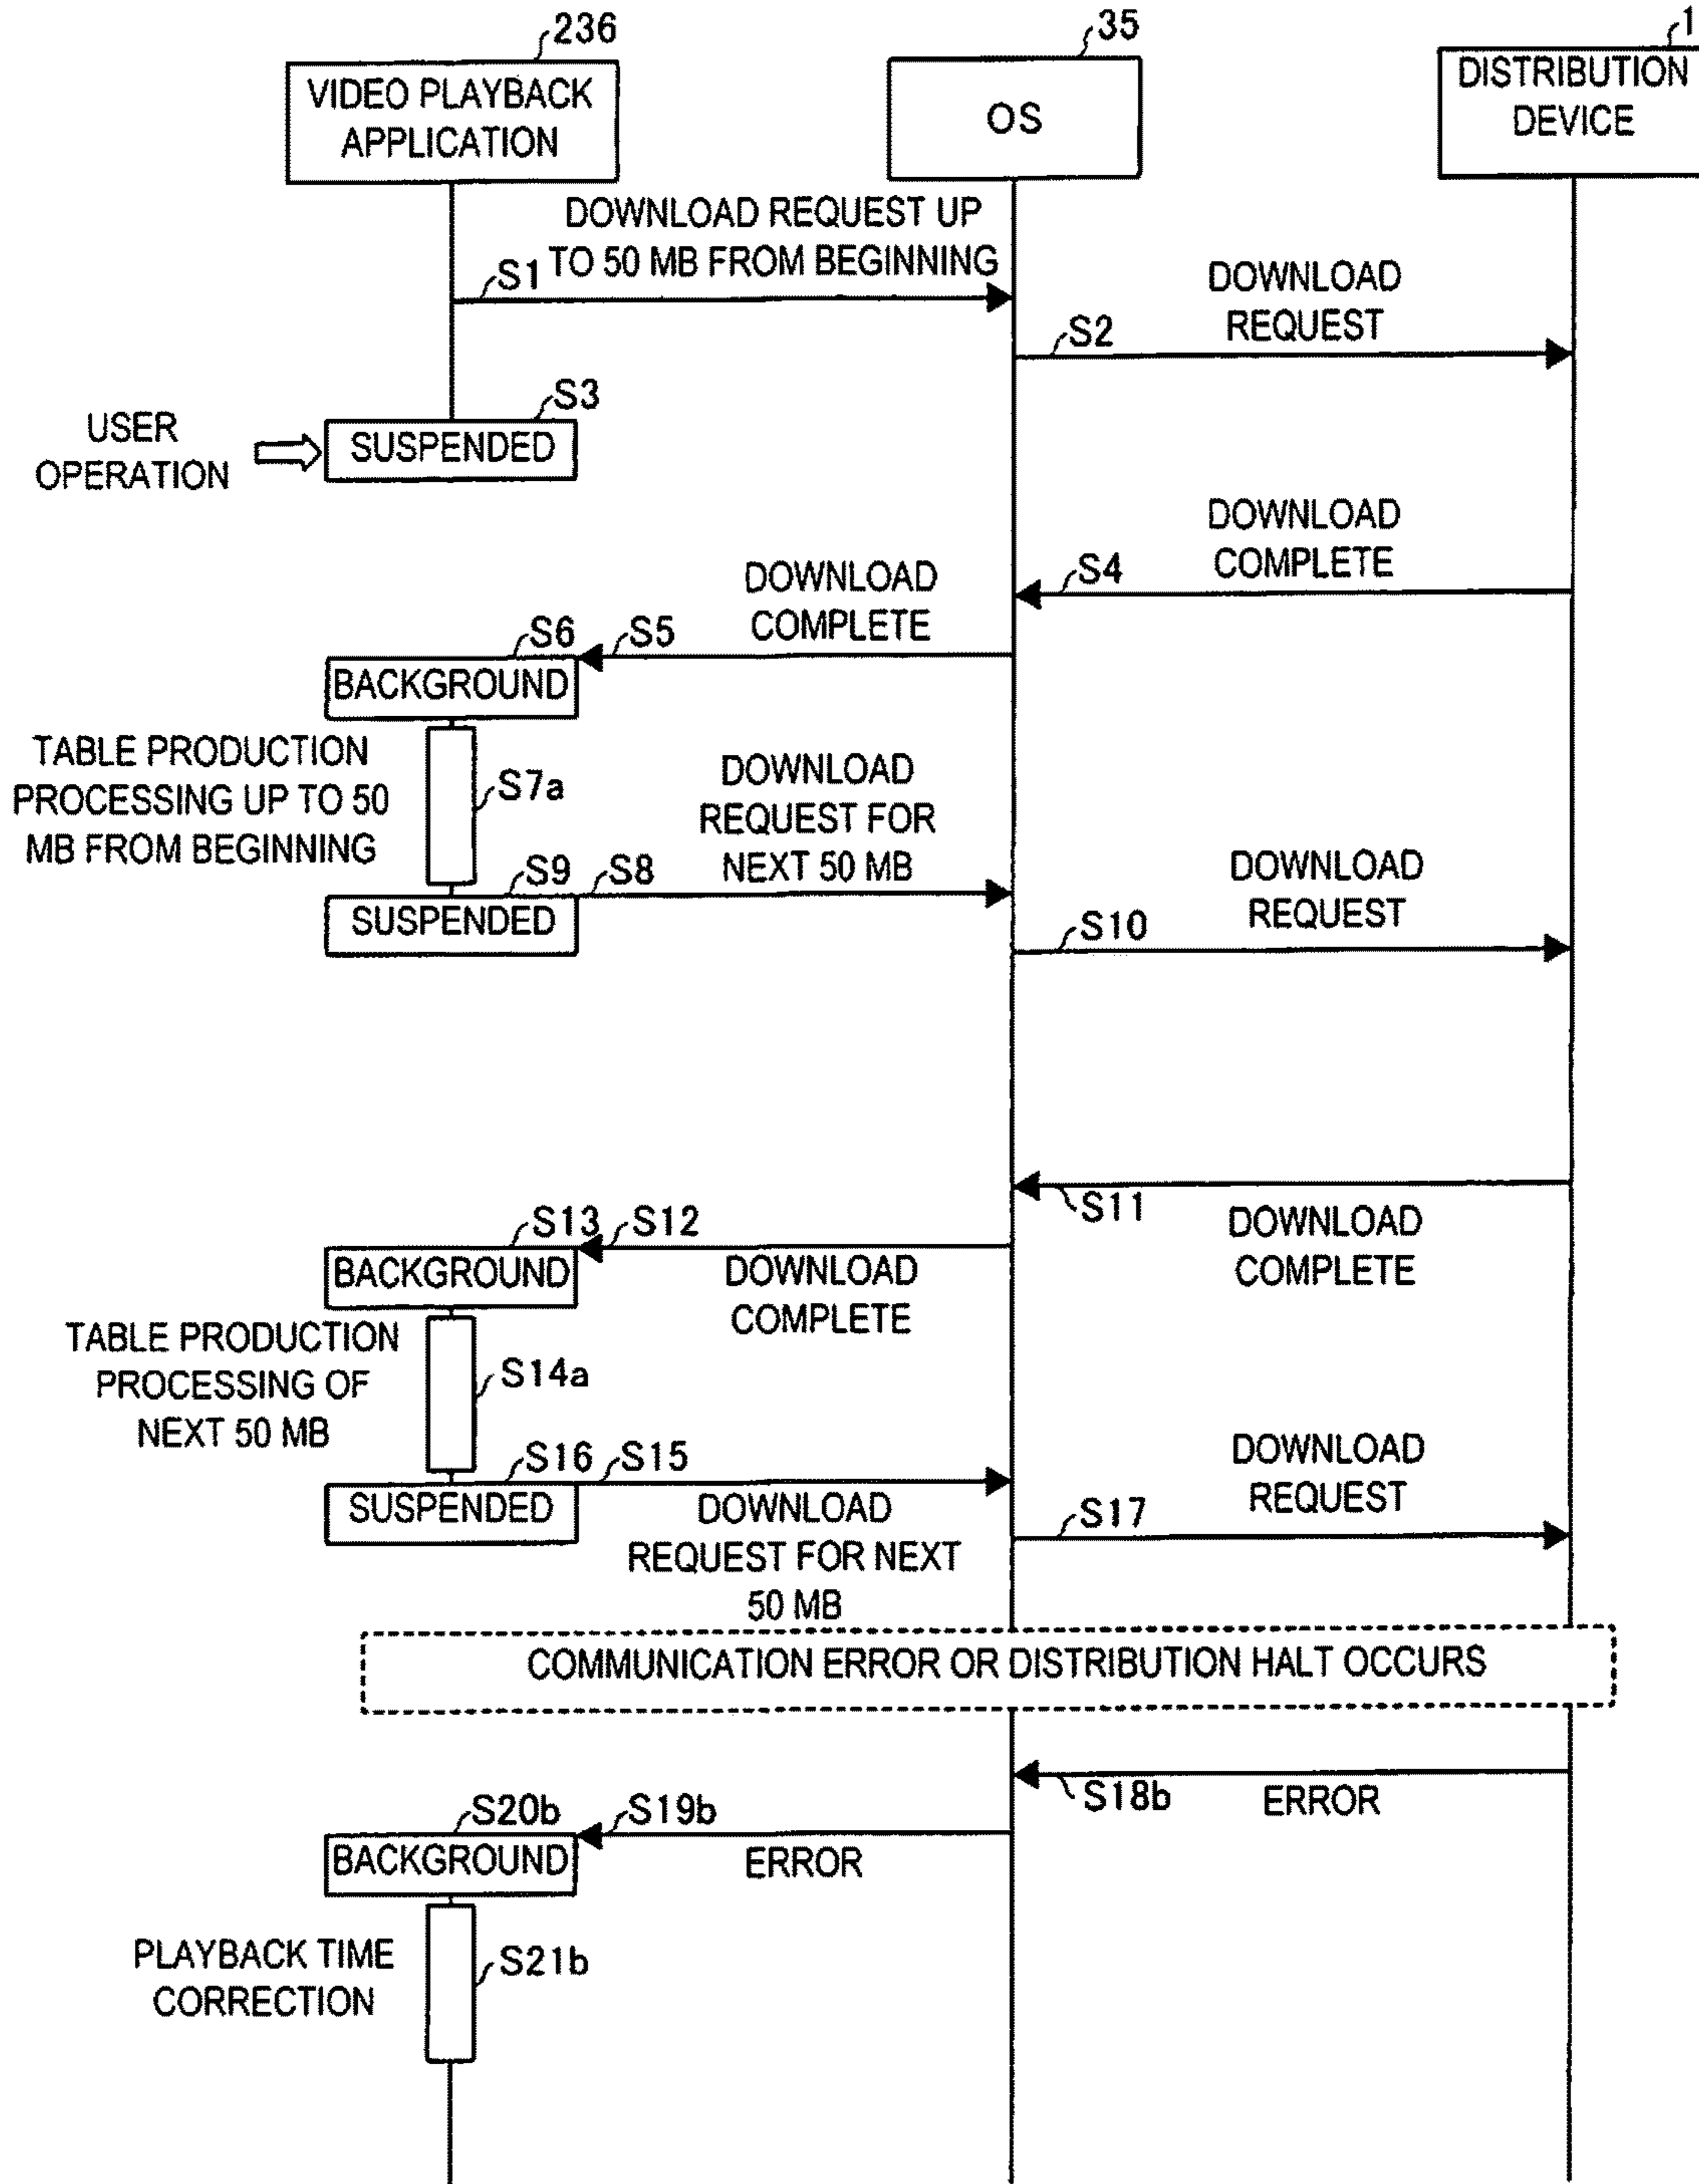 236
35
1
VIDEO PLAYBACK
APPLICATION
OS
DISTRIBUTION
DEVICE
DOWNLOAD REQUEST UP
TO 50 MB FROM BEGINNING
S1
DOWNLOAD
REQUEST
S2
S3
USER
OPERATION
SUSPENDED
DOWNLOAD
COMPLETE
S4
DOWNLOAD
COMPLETE
S6
S5
BACKGROUND
TABLE PRODUCTION
PROCESSING UP TO 50
MB FROM BEGINNING
S7a
DOWNLOAD
REQUEST FOR
NEXT 50 MB
S9
S8
SUSPENDED
DOWNLOAD
REQUEST
S10
S11
DOWNLOAD
COMPLETE
S13
S12
BACKGROUND
DOWNLOAD
COMPLETE
TABLE PRODUCTION
PROCESSING OF
NEXT 50 MB
S14a
S16
S15
SUSPENDED
DOWNLOAD
REQUEST FOR NEXT
50 MB
DOWNLOAD
REQUEST
S17
COMMUNICATION ERROR OR DISTRIBUTION HALT OCCURS
S18b
ERROR
S20b
S19b
BACKGROUND
ERROR
PLAYBACK TIME
CORRECTION
S21b